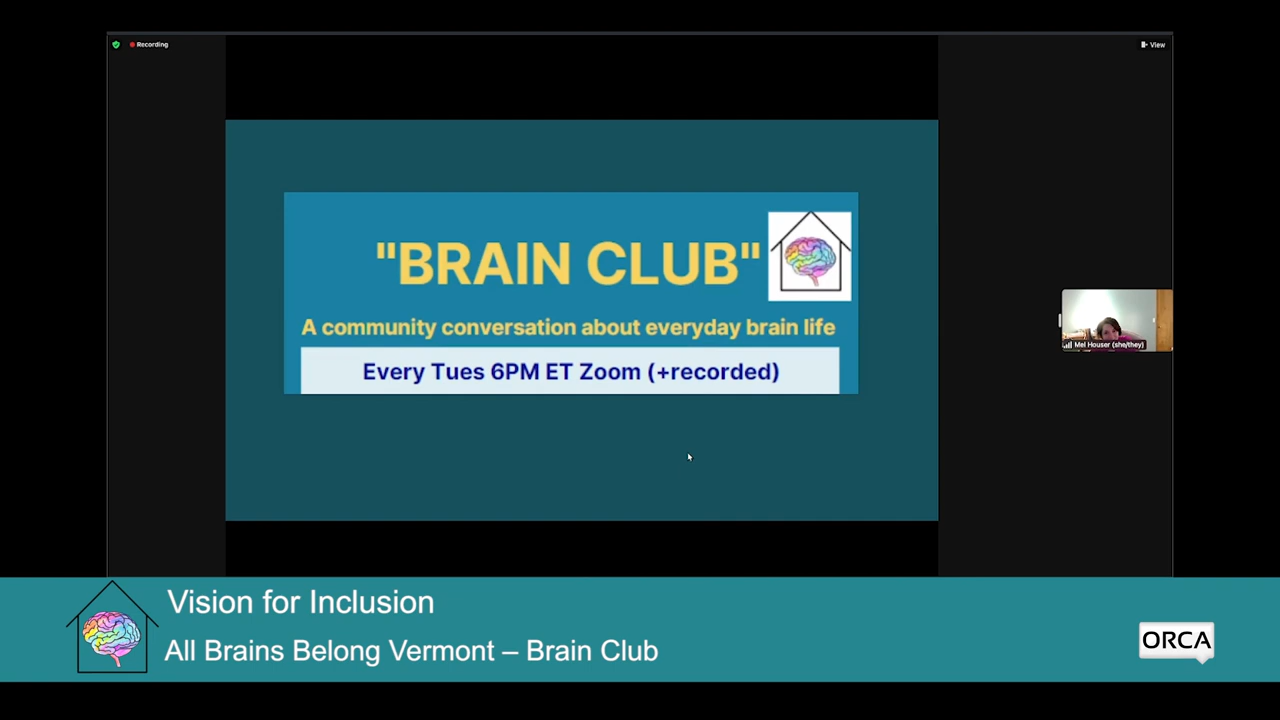 Recording
View
"BRAIN CLUB"
A community conversation about everyday brain life
Every Tues 6PM ET Zoom (+recorded)
Mel Houser (she/they)
Vision for Inclusion
All Brains Belong Vermont – Brain Club
ORCA